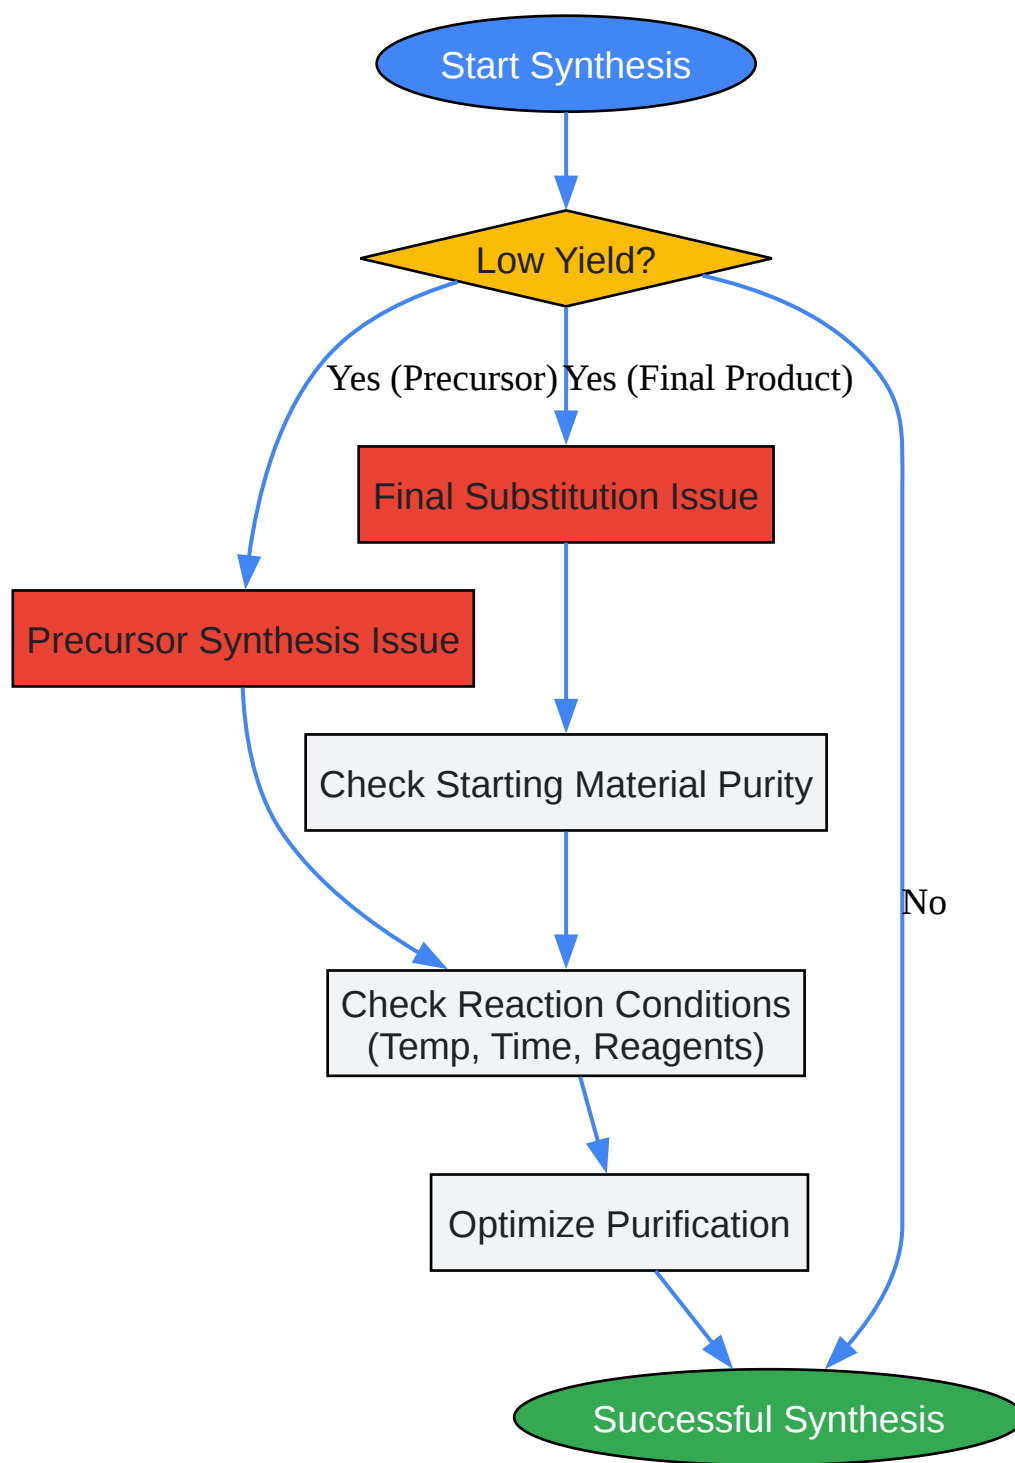 Start Synthesis
Low Yield?
Yes (Precursor)
Yes (Final Product)
Final Substitution Issue
Precursor Synthesis Issue
Check Starting Material Purity
No
Check Reaction Conditions
(Temp, Time, Reagents)
Optimize Purification
Successful Synthesis